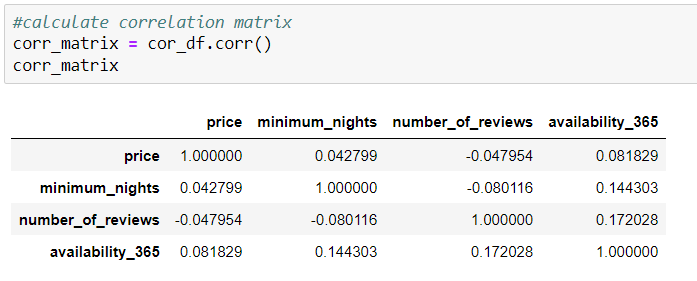 #calculate correlation matrix
corr_matrix = cor_df.corr()
corr_matrix
price minimum_nights number_of_reviews availability_365
price 1.000000 0.042799 -0.047954 0.081829
minimum_nights 0.042799 1.000000 -0.080116 0.144303
number_of_reviews -0.047954 -0.080116 1.000000 0.172028
availability_365 0.081829 0.144303 0.172028 1.000000